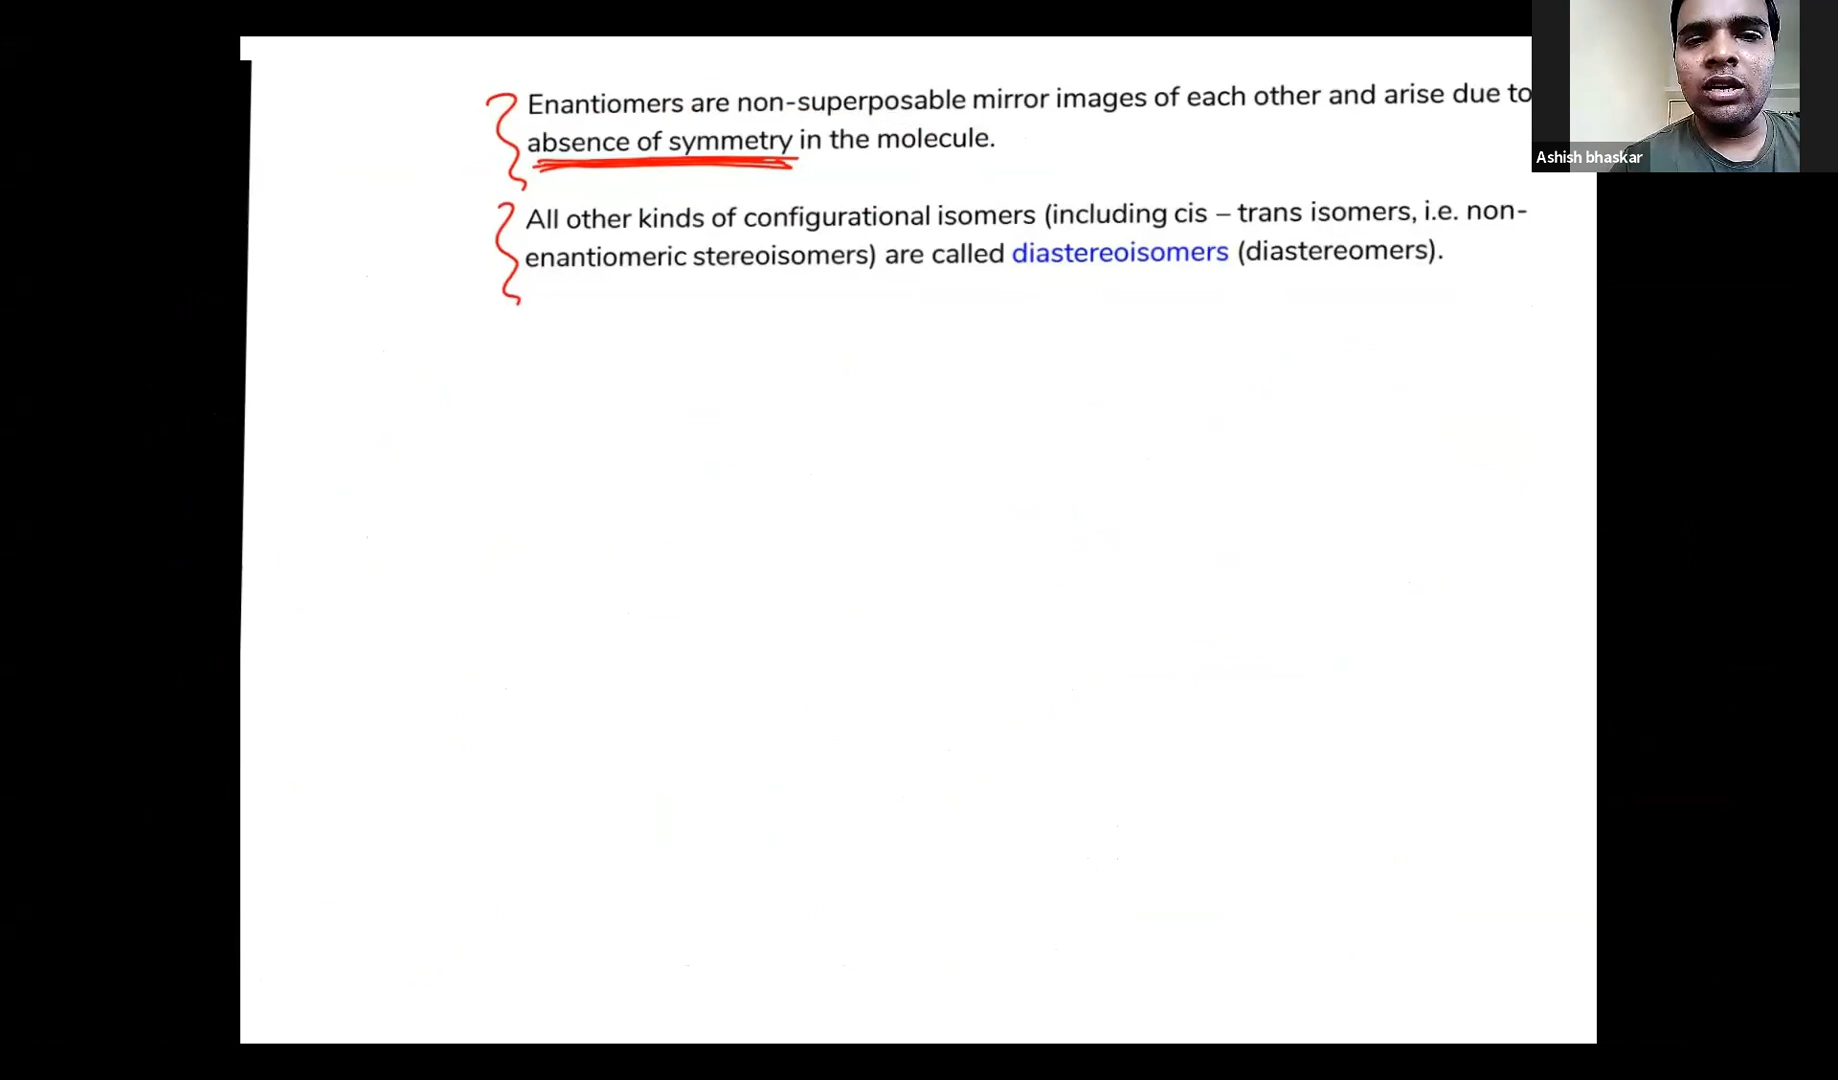 Enantiomers are non-superposable mirror images of each other and arise due to
absence of symmetry in the molecule.
All other kinds of configurational isomers (including cis – trans isomers, i.e. non-
enantiomeric stereoisomers) are called diastereoisomers (diastereomers).
Ashish bhaskar